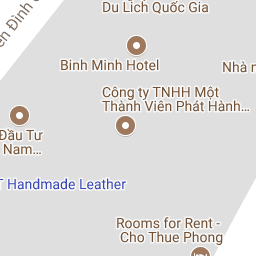 Du Lịch Quốc Gia
Binh Minh Hotel
Nhà n
Công ty TNHH Một
Thành Viên Phát Hành...
Đầu Tư
Nam...
T Handmade Leather
Rooms for Rent -
Cho Thue Phong